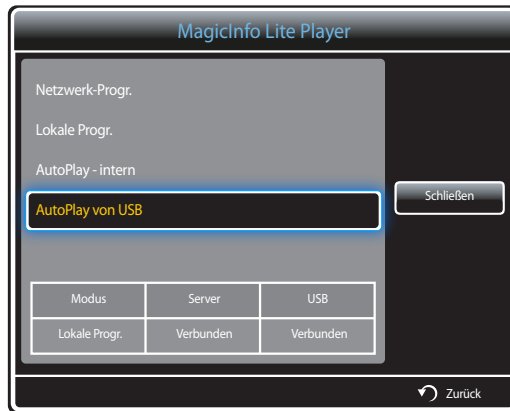 MagicInfo Lite Player
Netzwerk-Progr.
Lokale Progr.
AutoPlay - intern
AutoPlay von USB
Schließen
Modus Server USB
Lokale Progr. Verbunden Verbunden
Zurück